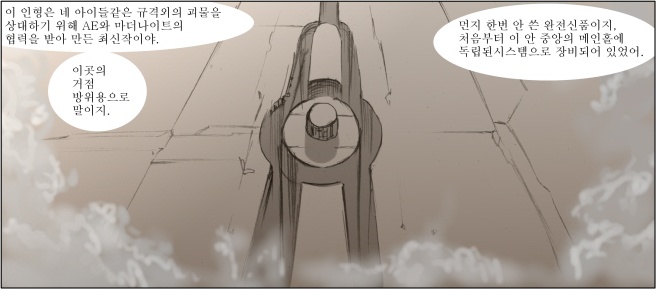 이 인형은 네 아이들같은 규격외의 괴물을
상대하기 위해 AE와 마더나이트의
협력을 받아 만든 최신작이야.
이곳의
거점
방위용으로
말이지.
먼지 한번 안 쓴 완전신품이지.
처음부터 이 안 중앙의 메인홀에
독립된시스템으로 장비되어 있었어.